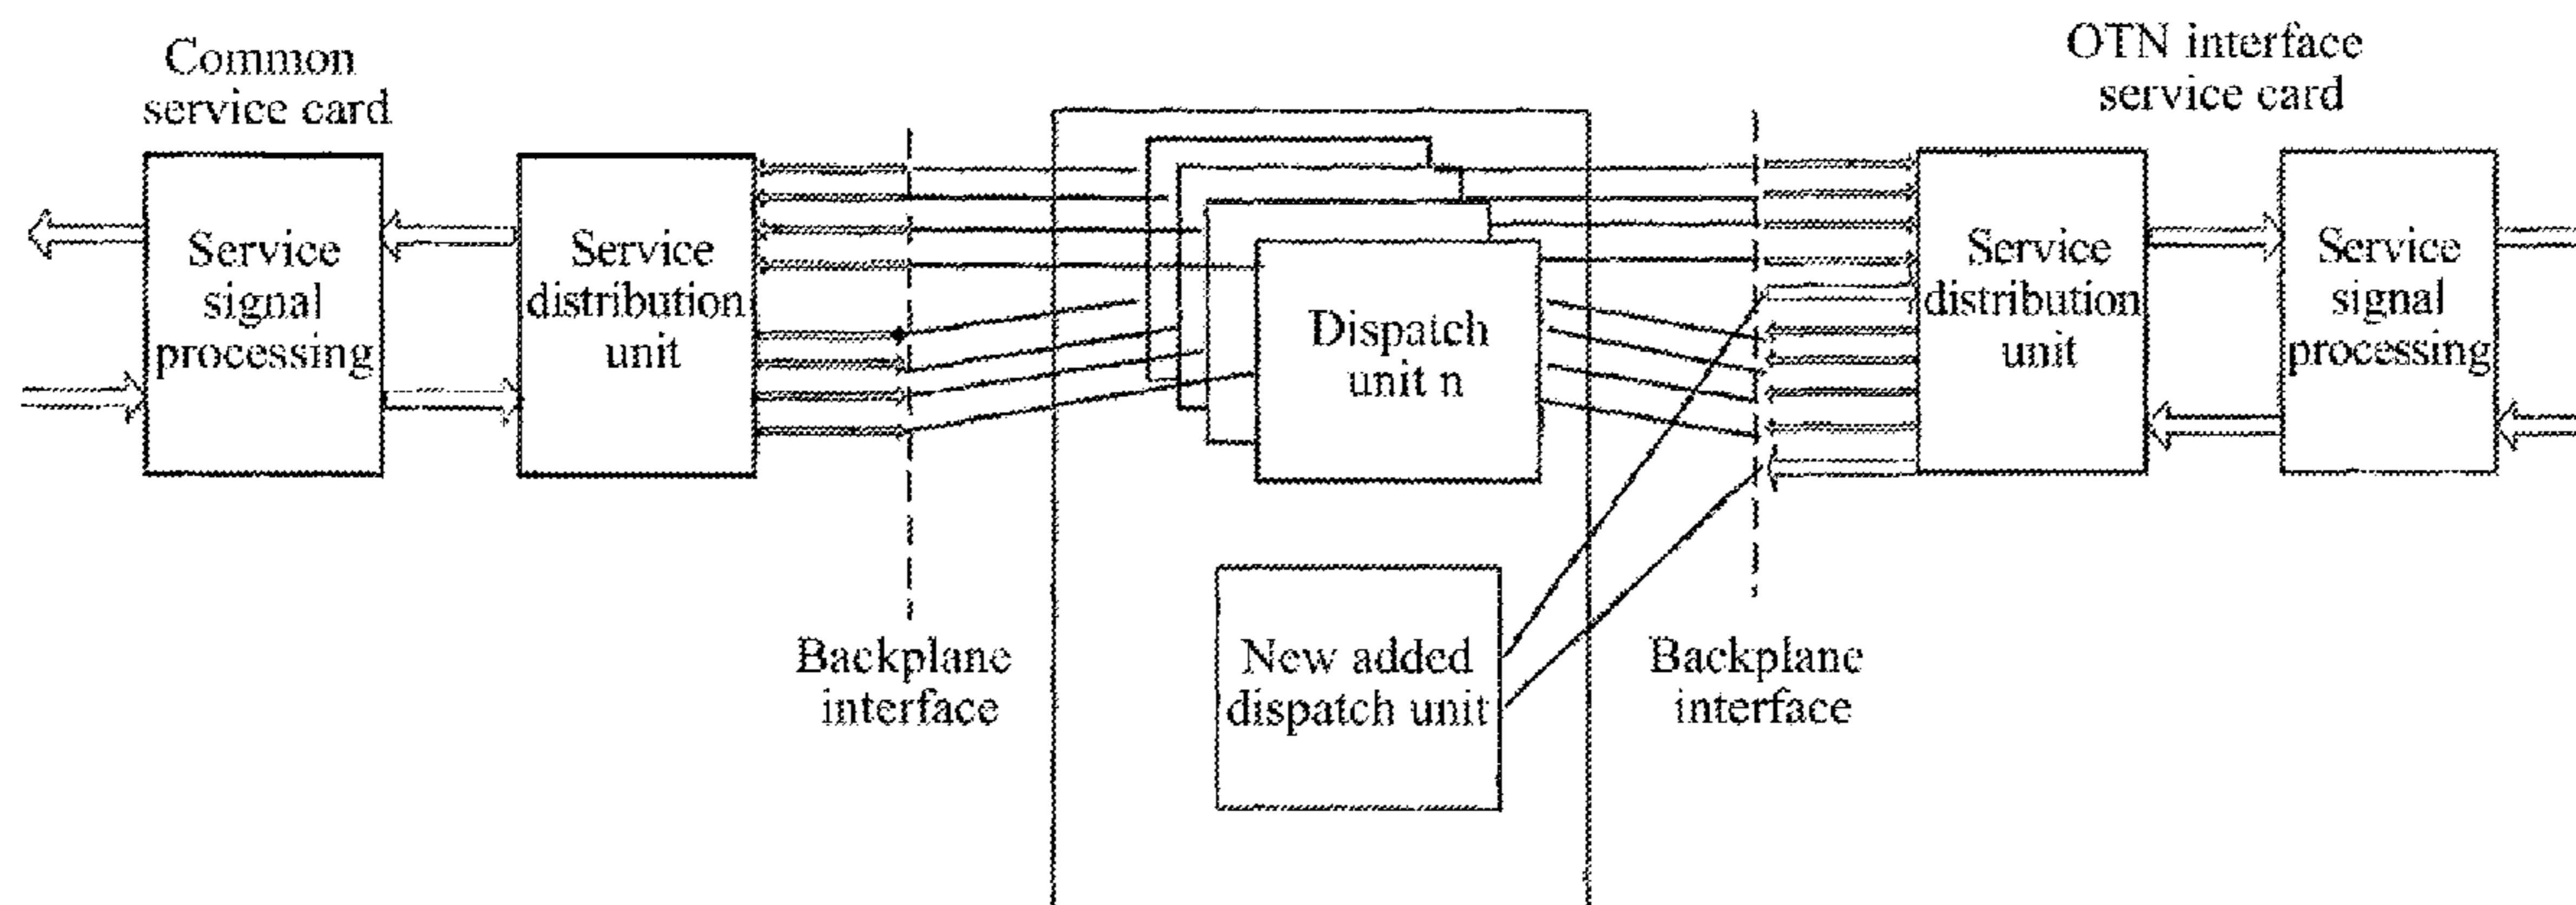 Common
service card
OTN interface
service card
Service
signal
processing
Service
distribution
unit
Dispatch
unit n
Service
distribution
unit
Service
signal
processing
Backplane
interface
New added
dispatch unit
Backplane
interface